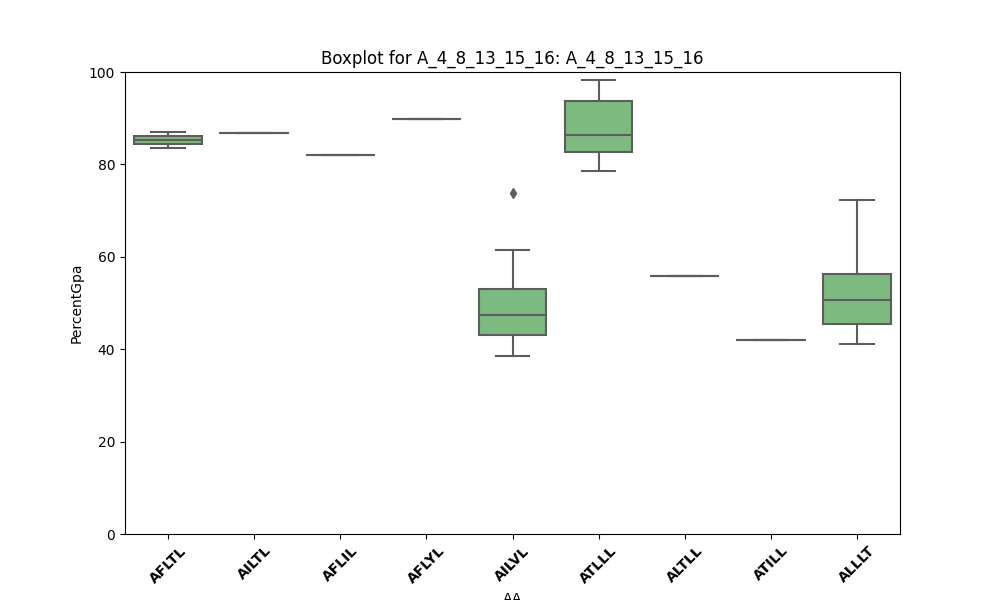 Boxplot for A_4_8_13_15_16: A_4_8_13_15_16
100
80
60
40
20
0
PercentGpa
AFLTL
AILTL
AFLIL
AFLYL
AILVL
ATLLL
ALTLL
ATILL
ALLLT
AA